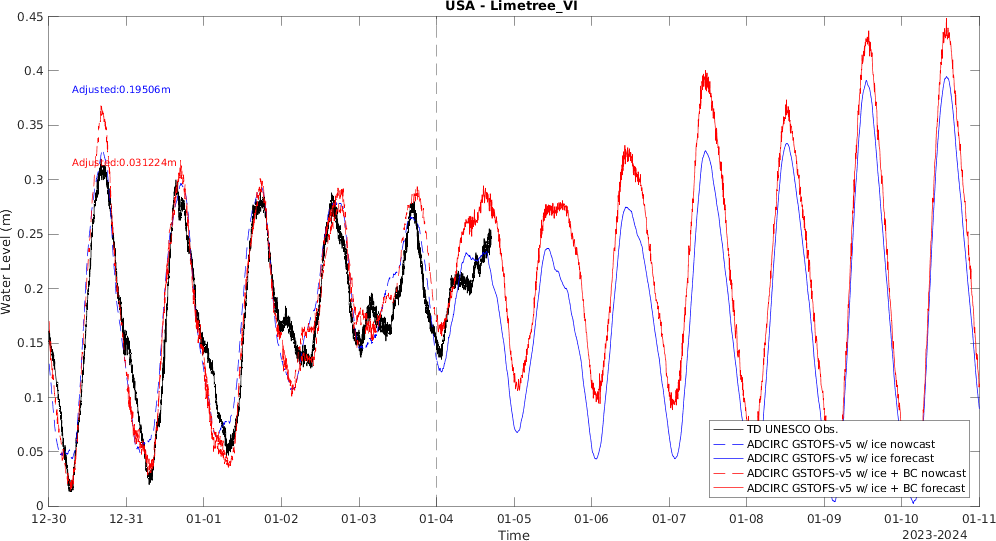 USA - Limetree_VI
Water Level (m)
0.45
0.4
0.35
0.3
0.25
0.2
0.15
0.1
0.05
0
Adjusted:0.19506m
Adjusted:0.031224m
TD UNESCO Obs.
ADCIRC GSTOFS-v5 w/ ice nowcast
ADCIRC GSTOFS-v5 w/ ice forecast
ADCIRC GSTOFS-v5 w/ ice + BC nowcast
ADCIRC GSTOFS-v5 w/ ice + BC forecast
12-30 12-31 01-01 01-02 01-03 01-04 01-05 01-06 01-07 01-08 01-09 01-10 01-11
Time
2023-2024